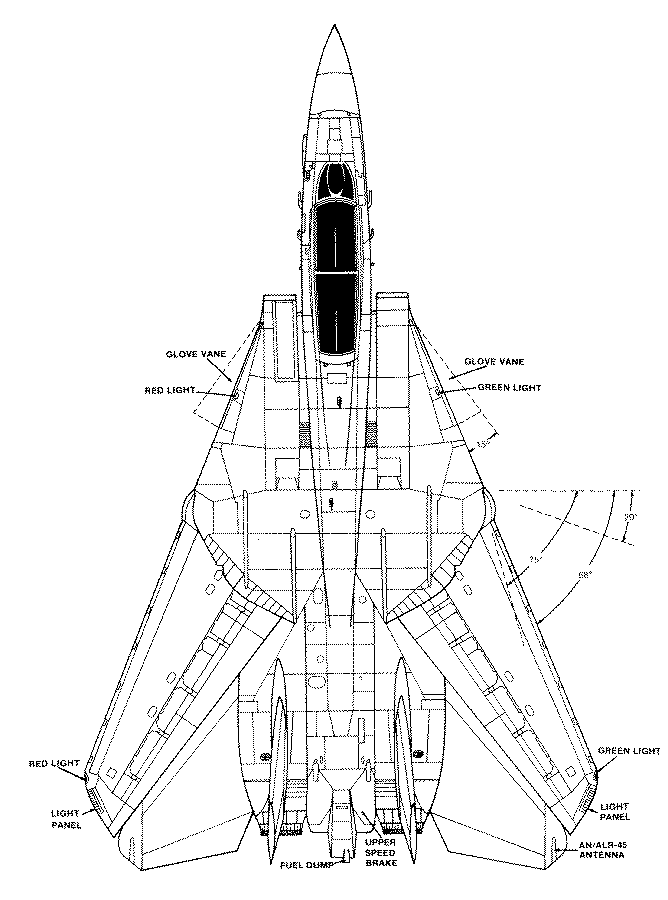 GLOVE VANE
GLOVE VANE
RED LIGHT
GREEN LIGHT
15°
20°
75°
68°
RED LIGHT
GREEN LIGHT
LIGHT
PANEL
LIGHT
PANEL
UPPER
SPEED
BRAKE
AN/ALR-45
ANTENNA
FUEL DUMP